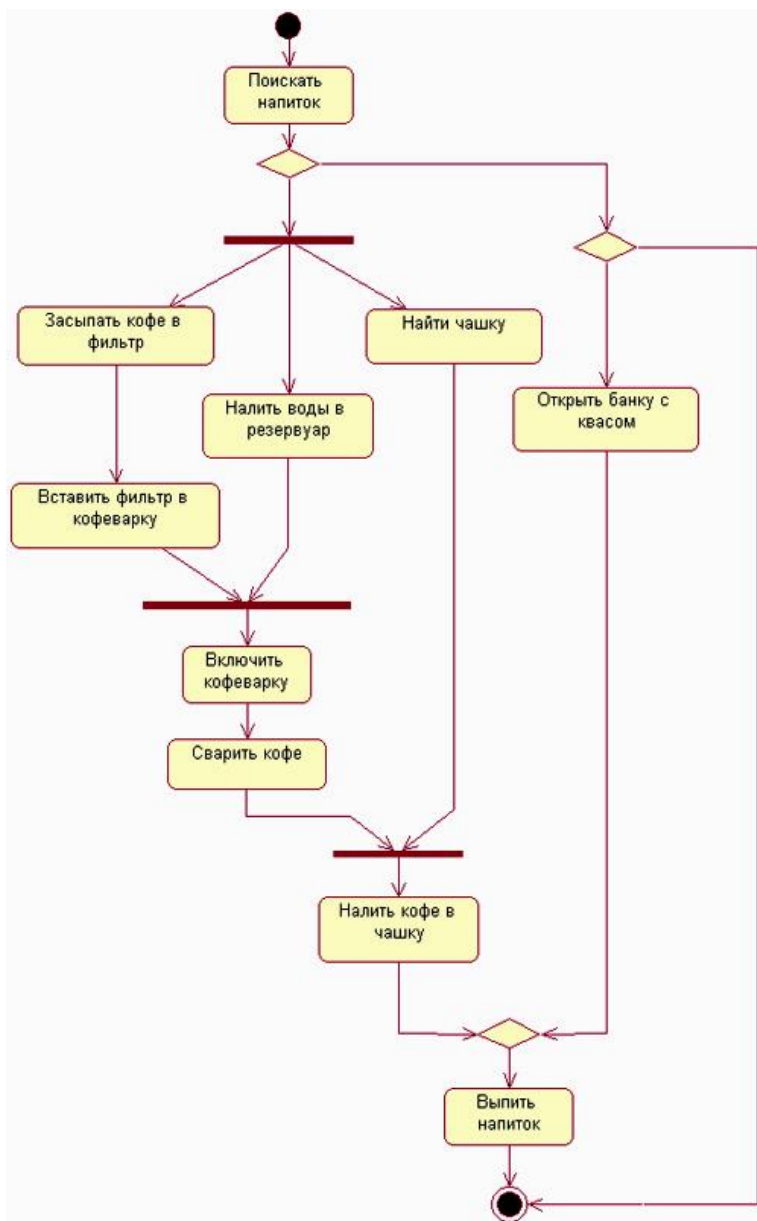 Поискать
напиток
Засыпать кофе в
фильтр
Найти чашку
Налить воды в
резервуар
Открыть банку с
квасом
Вставить фильтр в
кофеварку
Включить
кофеварку
Сварить кофе
Налить кофе в
чашку
Выпить
напиток